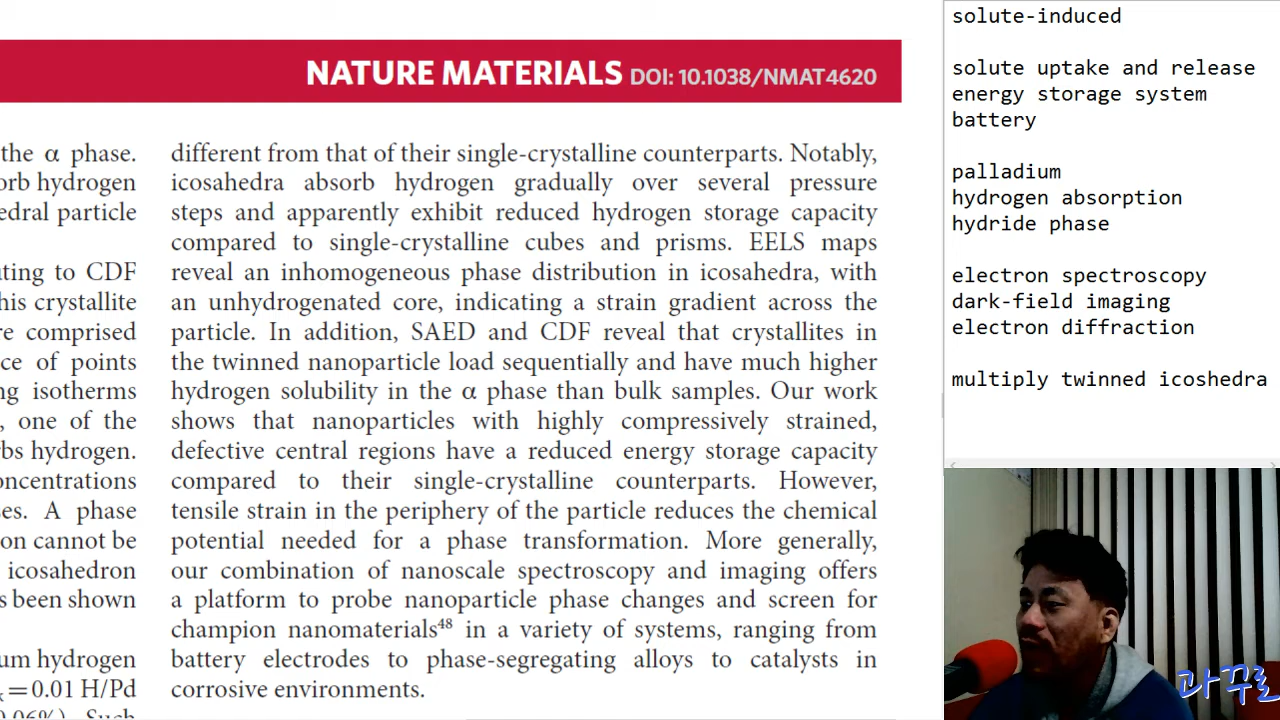 NATURE MATERIALS DOI: 10.1038/NMAT4620
the α phase.
orb hydrogen
edral particle
uting to CDF
his crystallite
re comprised
ce of points
ng isotherms
, one of the
rbs hydrogen.
oncentrations
es. A phase
on cannot be
icosahedron
s been shown
um hydrogen
= 0.01 H/Pd
0.06%). Such
different from that of their single-crystalline counterparts. Notably,
icosahedra absorb hydrogen gradually over several pressure
steps and apparently exhibit reduced hydrogen storage capacity
compared to single-crystalline cubes and prisms. EELS maps
reveal an inhomogeneous phase distribution in icosahedra, with
an unhydrogenated core, indicating a strain gradient across the
particle. In addition, SAED and CDF reveal that crystallites in
the twinned nanoparticle load sequentially and have much higher
hydrogen solubility in the α phase than bulk samples. Our work
shows that nanoparticles with highly compressively strained,
defective central regions have a reduced energy storage capacity
compared to their single-crystalline counterparts. However,
tensile strain in the periphery of the particle reduces the chemical
potential needed for a phase transformation. More generally,
our combination of nanoscale spectroscopy and imaging offers
a platform to probe nanoparticle phase changes and screen for
champion nanomaterials⁴⁸ in a variety of systems, ranging from
battery electrodes to phase-segregating alloys to catalysts in
corrosive environments.
solute-induced
solute uptake and release
energy storage system
battery
palladium
hydrogen absorption
hydride phase
electron spectroscopy
dark-field imaging
electron diffraction
multiply twinned icoshedra
과꾸로